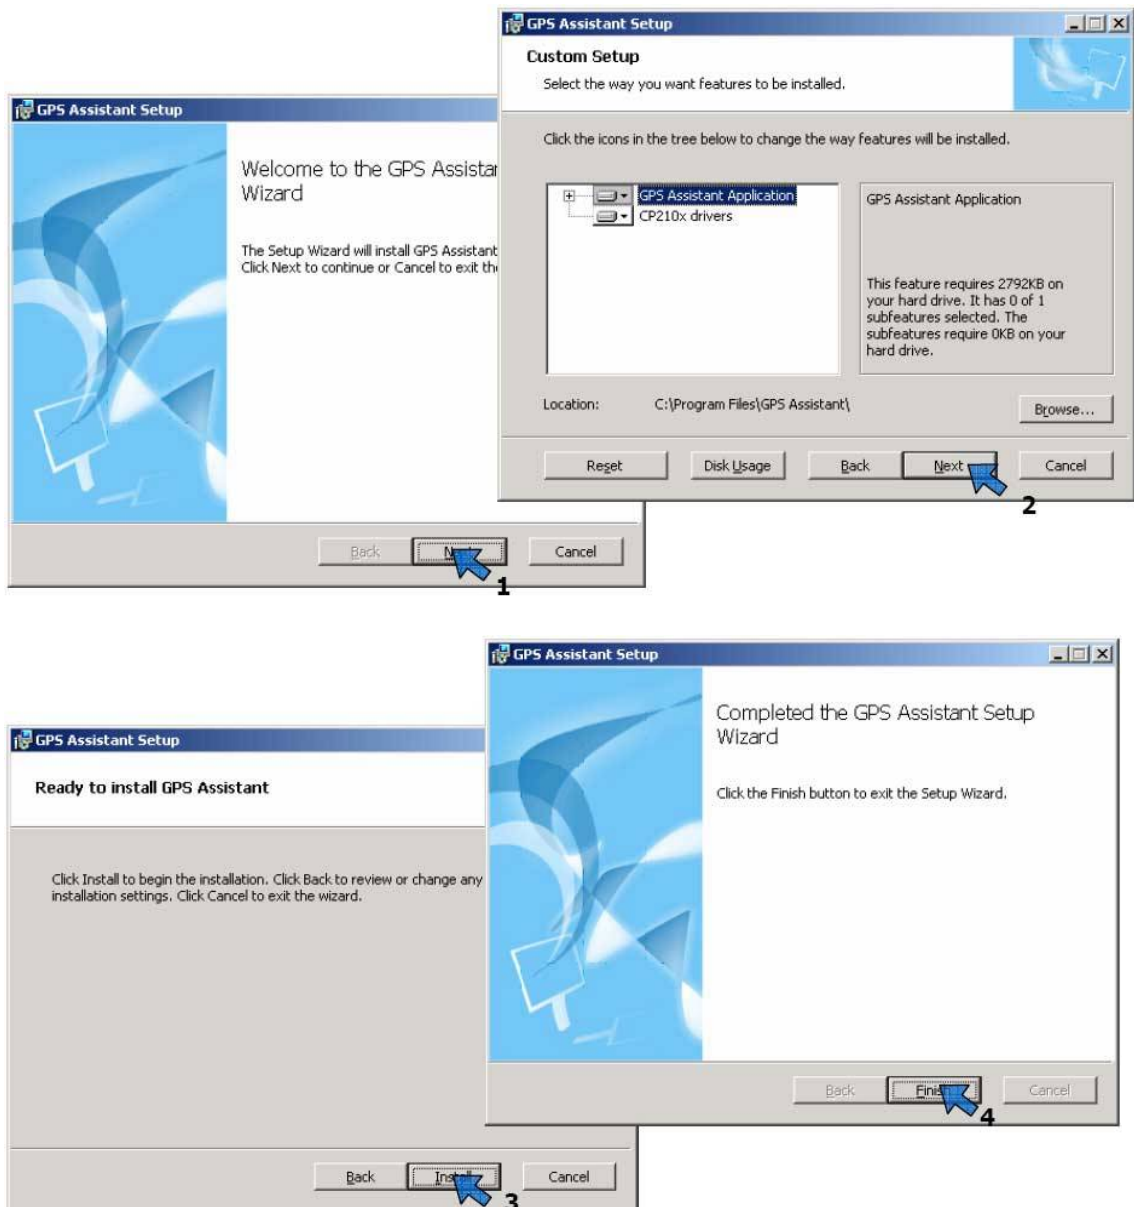 GPS Assistant Setup
Welcome to the GPS Assistan
Wizard
The Setup Wizard will install GPS Assistant
Click Next to continue or Cancel to exit the
Back
Cancel
1
GPS Assistant Setup
Custom Setup
Select the way you want features to be installed.
Click the icons in the tree below to change the way features will be installed.
GPS Assistant Application
CP210x drivers
GPS Assistant Application
This feature requires 2792KB on
your hard drive. It has 0 of 1
subfeatures selected. The
subfeatures require 0KB on your
hard drive.
Location: C:\Program Files\GPS Assistant\
Browse...
Reset Disk Usage Back Next Cancel
2
GPS Assistant Setup
Ready to install GPS Assistant
Click Install to begin the installation. Click Back to review or change any
installation settings. Click Cancel to exit the wizard.
Back Install Cancel
3
GPS Assistant Setup
Completed the GPS Assistant Setup
Wizard
Click the Finish button to exit the Setup Wizard.
Back Finish Cancel
4